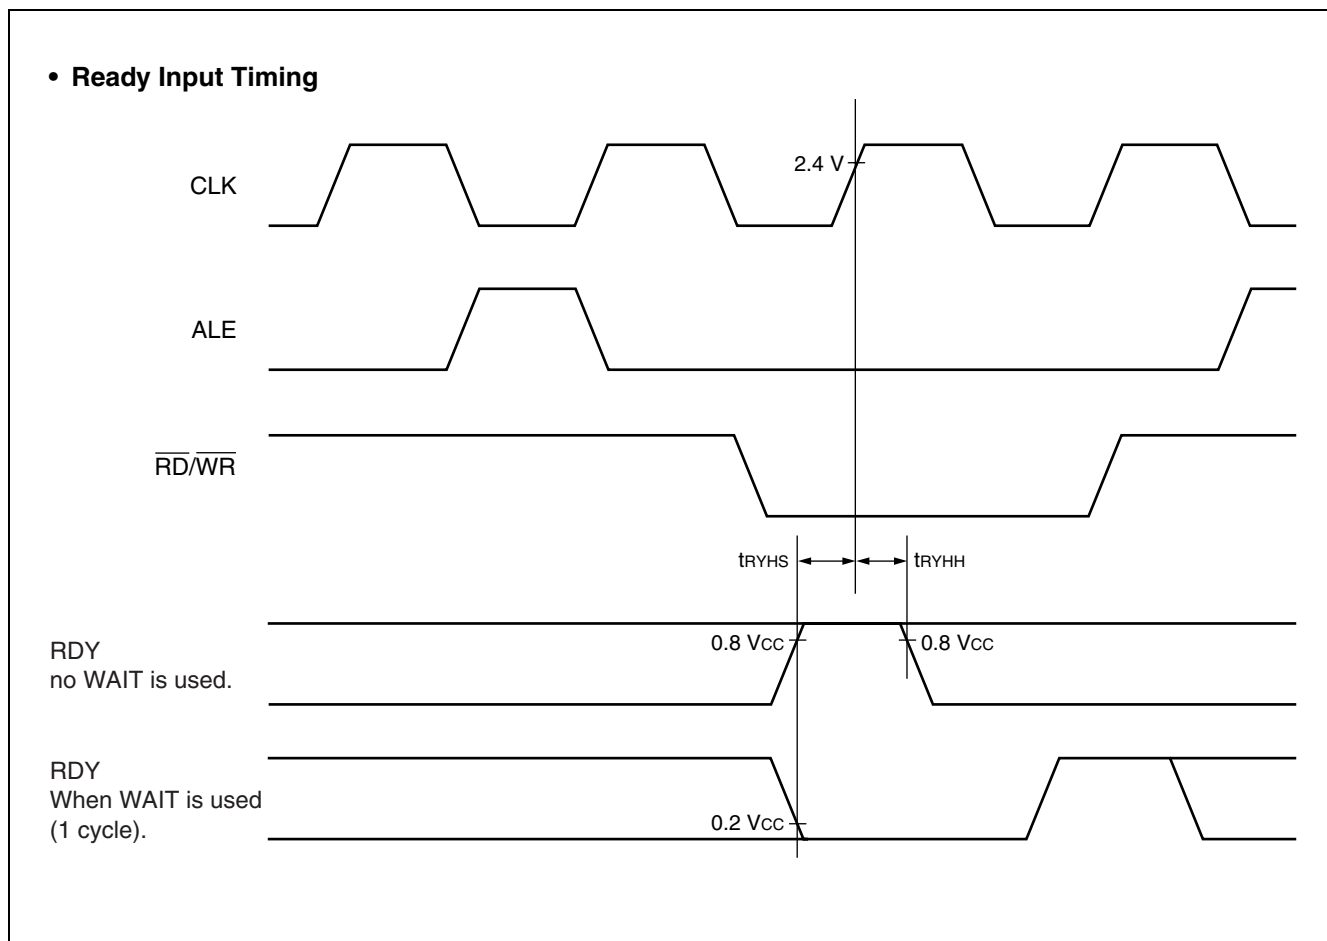 • Ready Input Timing
CLK
2.4 V
ALE
RD/WR
tRYHS
tRYHH
RDY
no WAIT is used.
0.8 VCC
0.8 VCC
RDY
When WAIT is used
(1 cycle).
0.2 VCC